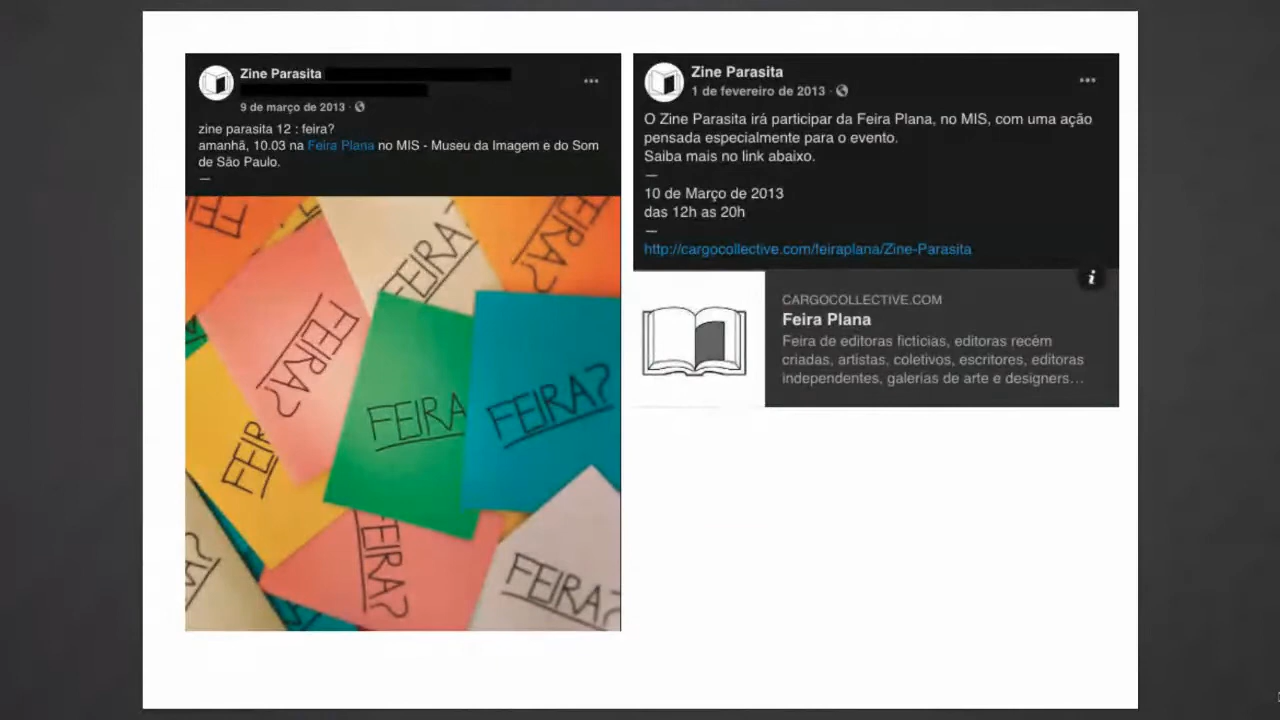 Zine Parasita
9 de março de 2013
zine parasita 12 : feira?
amanhã, 10.03 na Feira Plana no MIS - Museu da Imagem e do Som
de São Paulo.
—
FEIRA?
FEIRA?
FEIRA?
FEIRA?
FEIRA
FEIRA?
FEIR
FEIRA?
FEIRA?
A?
Zine Parasita
1 de fevereiro de 2013
O Zine Parasita irá participar da Feira Plana, no MIS, com uma ação
pensada especialmente para o evento.
Saiba mais no link abaixo.
—
10 de Março de 2013
das 12h as 20h
—
http://cargocollective.com/feiraplana/Zine-Parasita
CARGOCOLLECTIVE.COM
Feira Plana
Feira de editoras fictícias, editoras recém
criadas, artistas, coletivos, escritores, editoras
independentes, galerias de arte e designers…